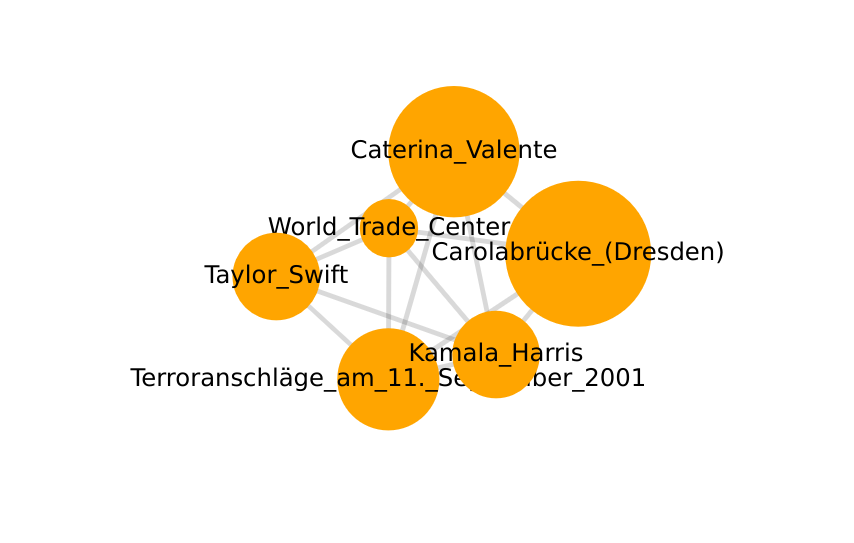 Caterina_Valente
World_Trade_Center
Carolabrücke_(Dresden)
Taylor_Swift
Kamala_Harris
Terroranschläge_am_11._September_2001